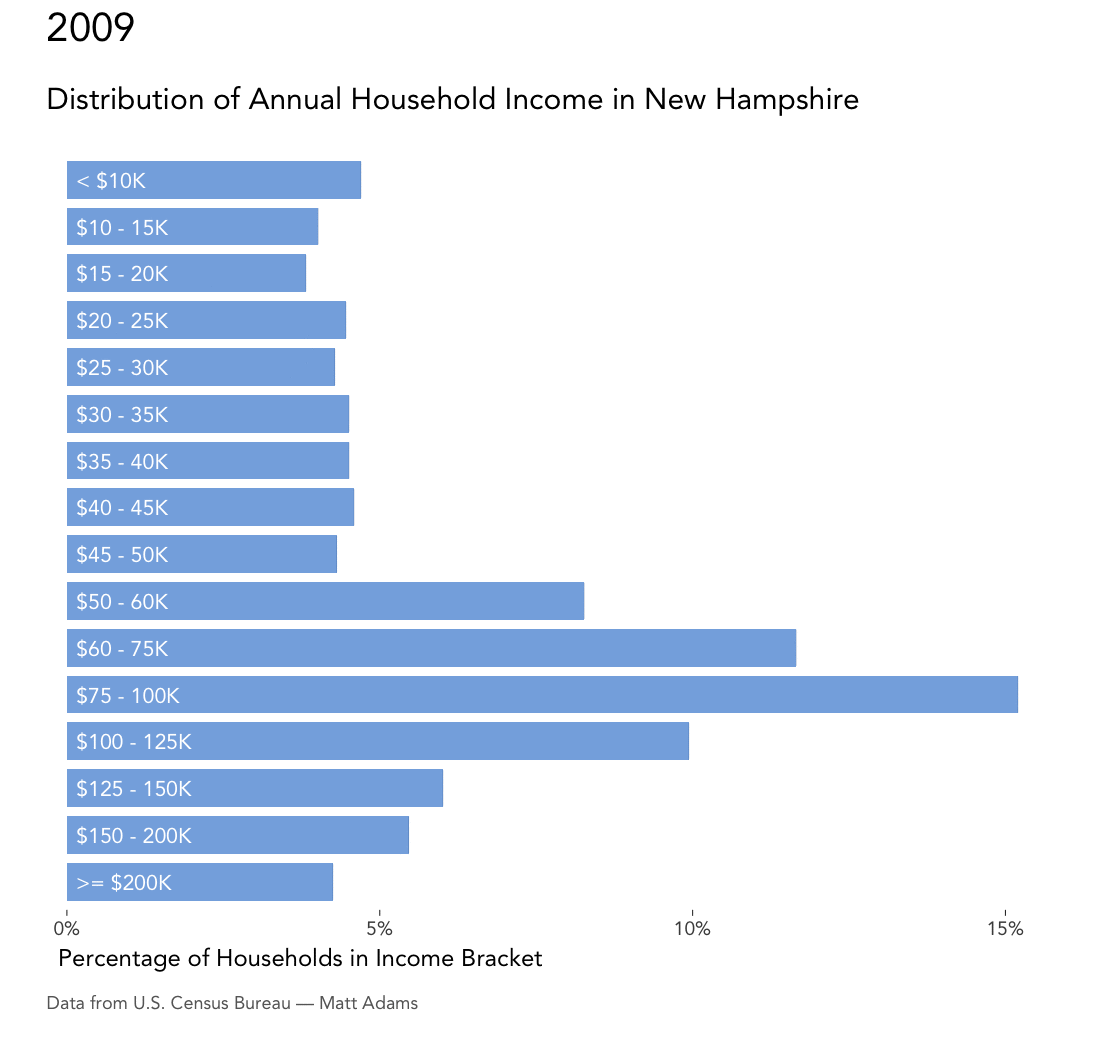 2009
Distribution of Annual Household Income in New Hampshire
< $10K
$10 - 15K
$15 - 20K
$20 - 25K
$25 - 30K
$30 - 35K
$35 - 40K
$40 - 45K
$45 - 50K
$50 - 60K
$60 - 75K
$75 - 100K
$100 - 125K
$125 - 150K
$150 - 200K
>= $200K
0% 5% 10% 15%
Percentage of Households in Income Bracket
Data from U.S. Census Bureau — Matt Adams